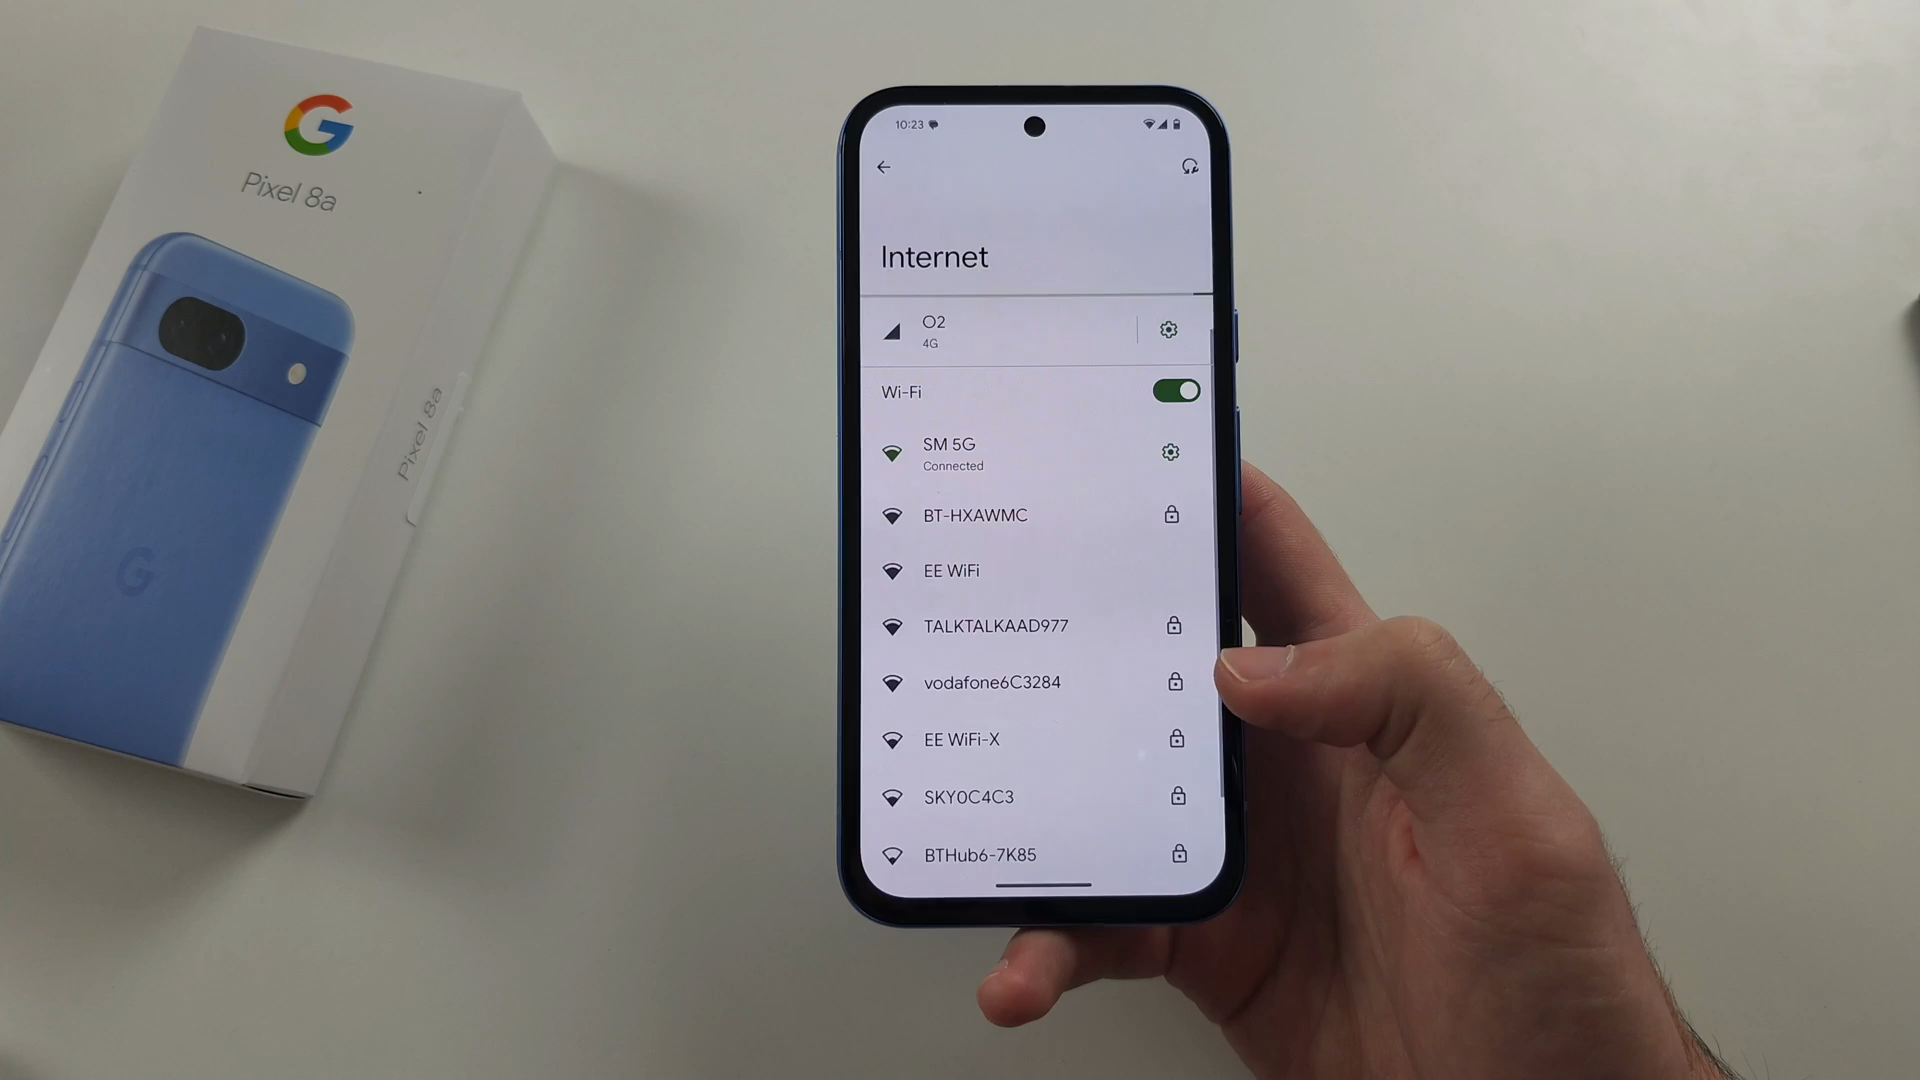 G
Pixel 8a
Pixel 8a
G
10:23
Internet
O2
4G
Wi-Fi
SM 5G
Connected
BT-HXAWMC
EE WiFi
TALKTALKAAD977
vodafone6C3284
EE WiFi-X
SKY0C4C3
BTHub6-7K85